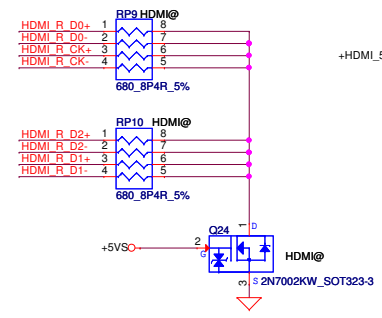 RP9 HDMI@
HDMI_R_D0+ 1 8
HDMI_R_D0- 2 7
HDMI_R_CK+ 3 6
HDMI_R_CK- 4 5
680_8P4R_5%
+HDMI_5
RP10 HDMI@
HDMI_R_D2+ 1 8
HDMI_R_D2- 2 7
HDMI_R_D1+ 3 6
HDMI_R_D1- 4 5
680_8P4R_5%
Q24
1 D
+5VS 2 G
HDMI@
3 S 2N7002KW_SOT323-3